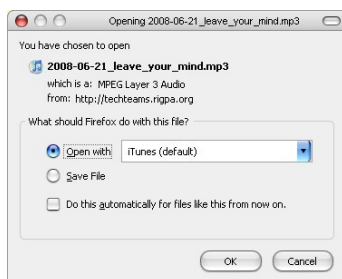 Opening 2008-06-21_leave_your_mind.mp3
You have chosen to open
2008-06-21_leave_your_mind.mp3
which is a: MPEG Layer 3 Audio
from: http://techteams.rigpa.org
What should Firefox do with this file?
Open with iTunes (default)
Save File
Do this automatically for files like this from now on.
OK Cancel